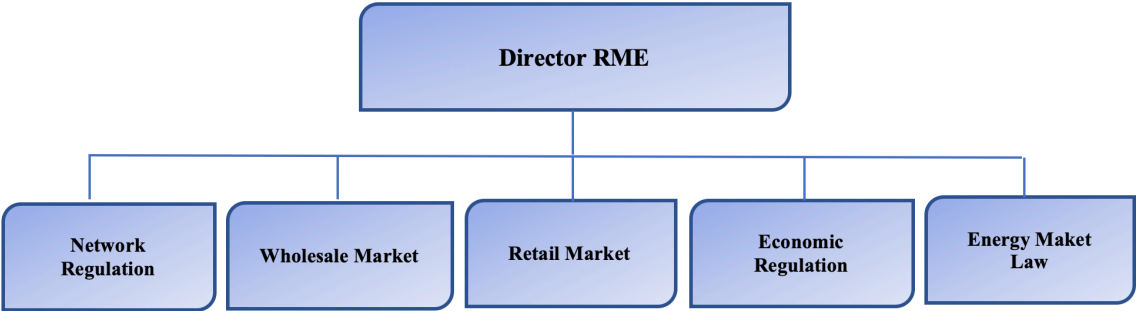 Director RME
Network
Regulation
Wholesale Market
Retail Market
Economic
Regulation
Energy Maket
Law